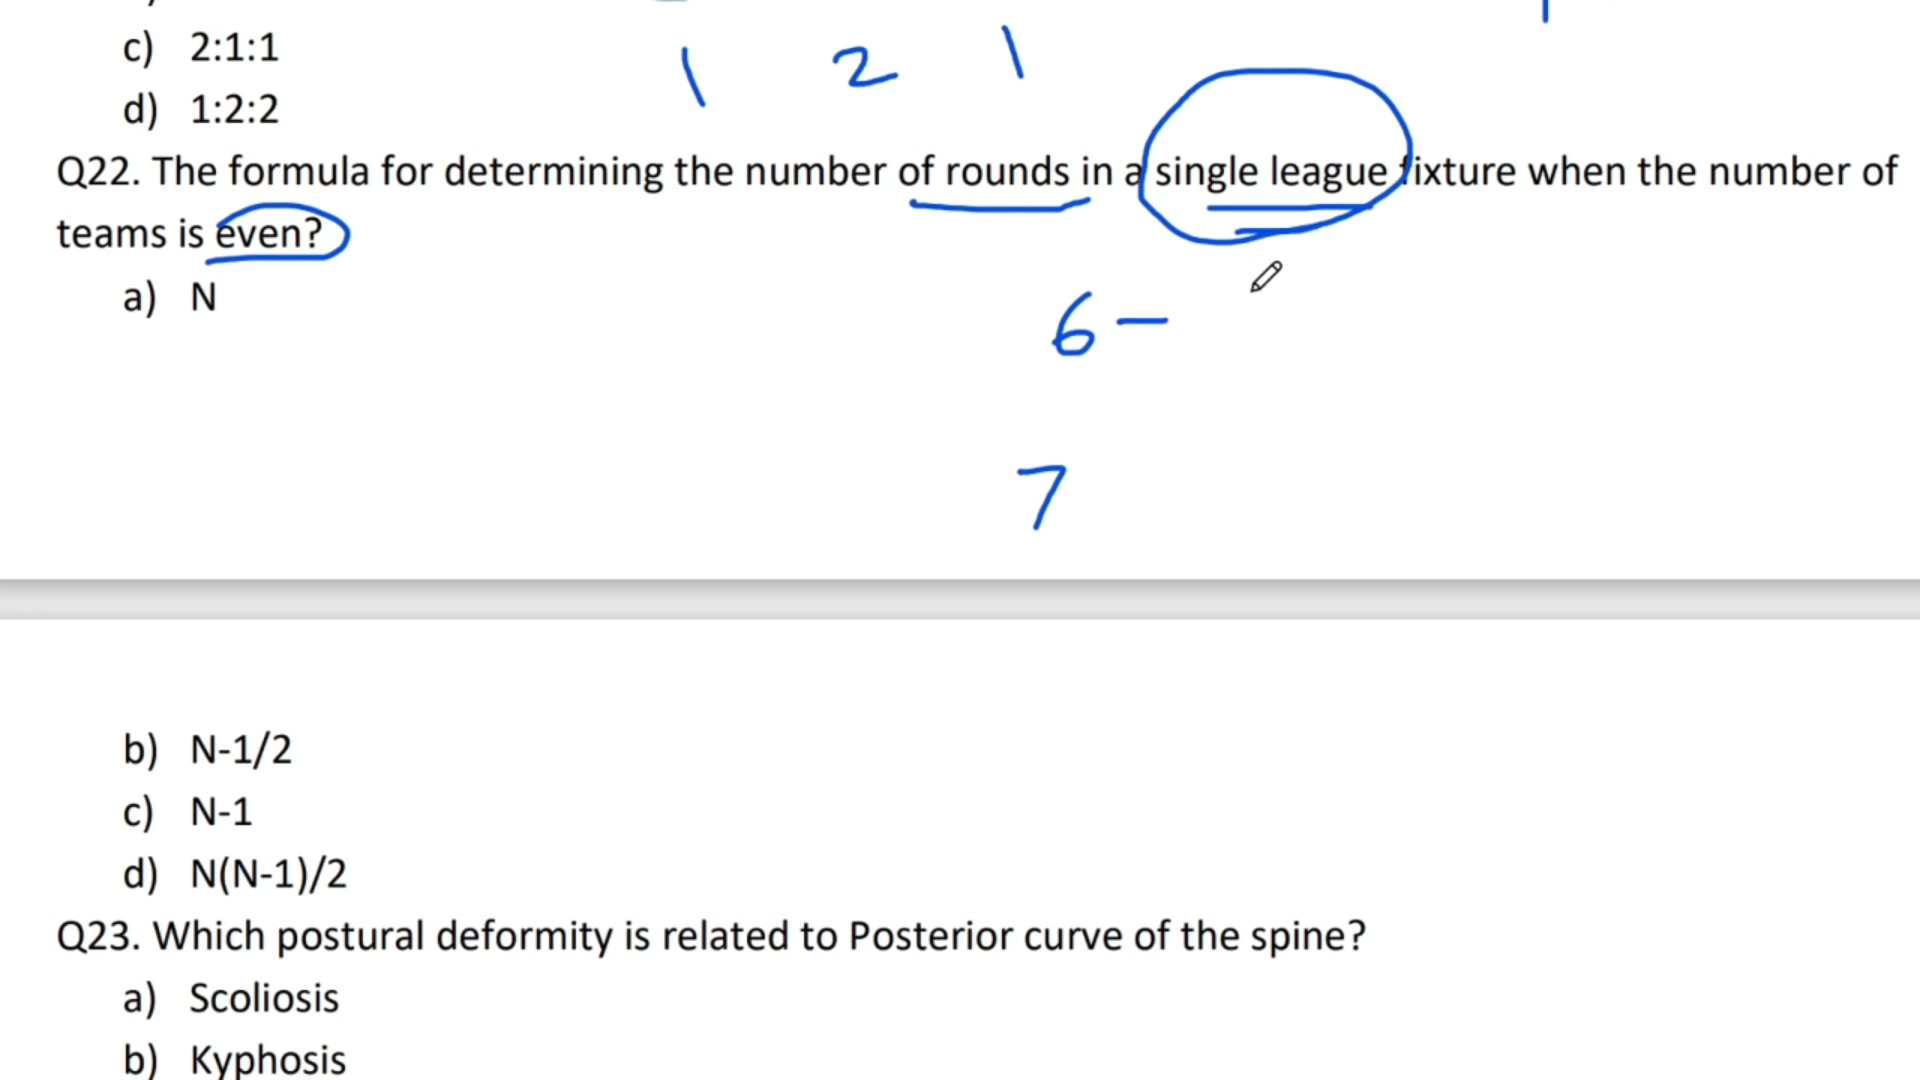 c) 2:1:1
1 2 1
d) 1:2:2
Q22. The formula for determining the number of rounds in a single league fixture when the number of
teams is even?
a) N
6 –
7
b) N-1/2
c) N-1
d) N(N-1)/2
Q23. Which postural deformity is related to Posterior curve of the spine?
a) Scoliosis
b) Kyphosis